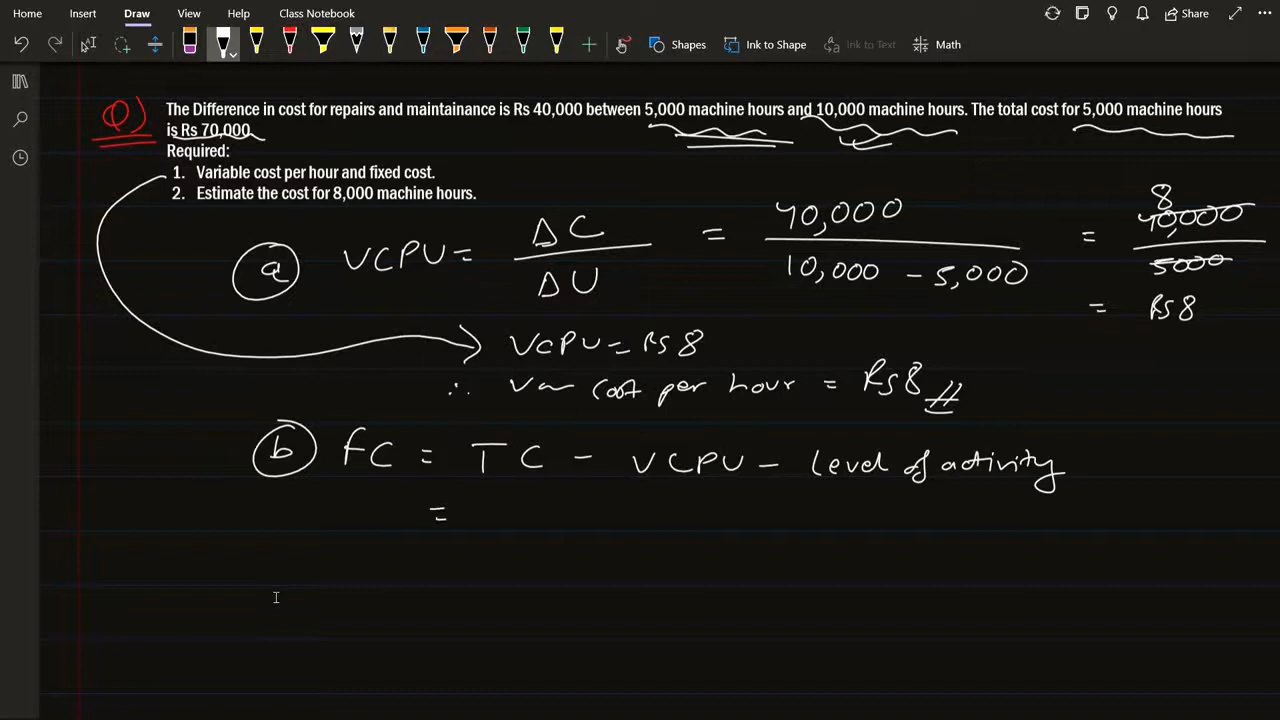 Home Insert Draw View Help Class Notebook Share
Shapes Ink to Shape Ink to Text Math
Q) The Difference in cost for repairs and maintainance is Rs 40,000 between 5,000 machine hours and 10,000 machine hours. The total cost for 5,000 machine hours
is Rs 70,000
Required:
1. Variable cost per hour and fixed cost.
2. Estimate the cost for 8,000 machine hours.
a VCPU = ΔC / ΔU = 40,000 / 10,000 - 5,000 = 8 40,000 / 5000
= Rs 8
VCPU = Rs 8
∴ Var cost per hour = Rs 8
b FC = TC - VCPU - level of activity
=